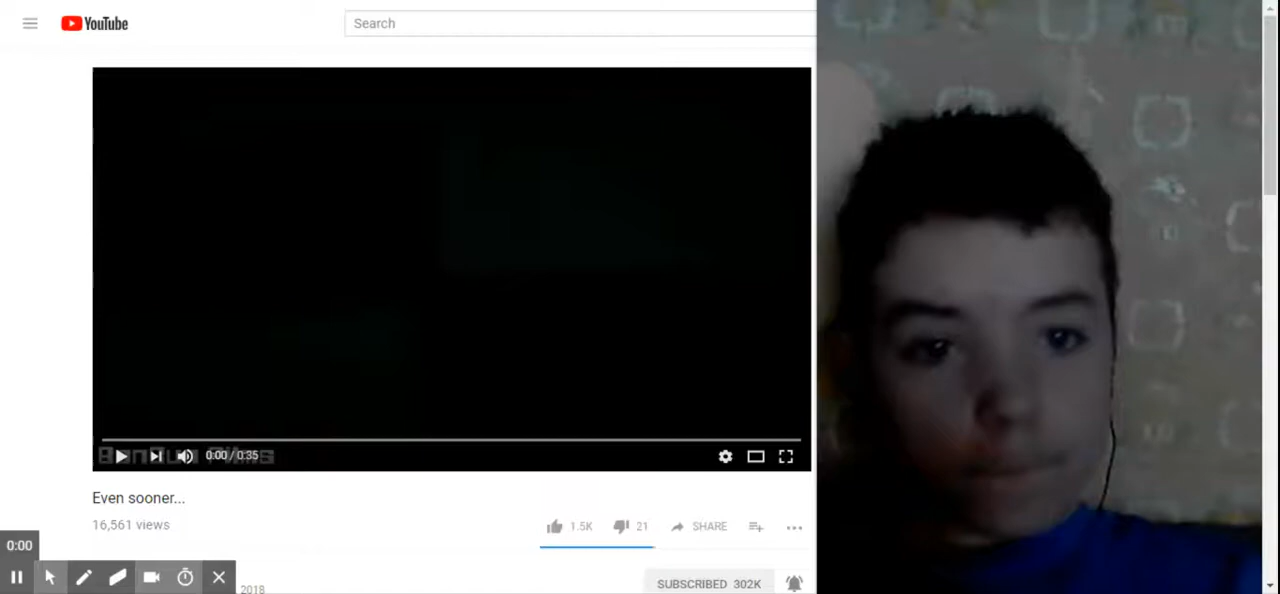 YouTube
Search
0:00 / 0:35
Even sooner...
16,561 views
1.5K
21
SHARE
0:00
2018
SUBSCRIBED 302K